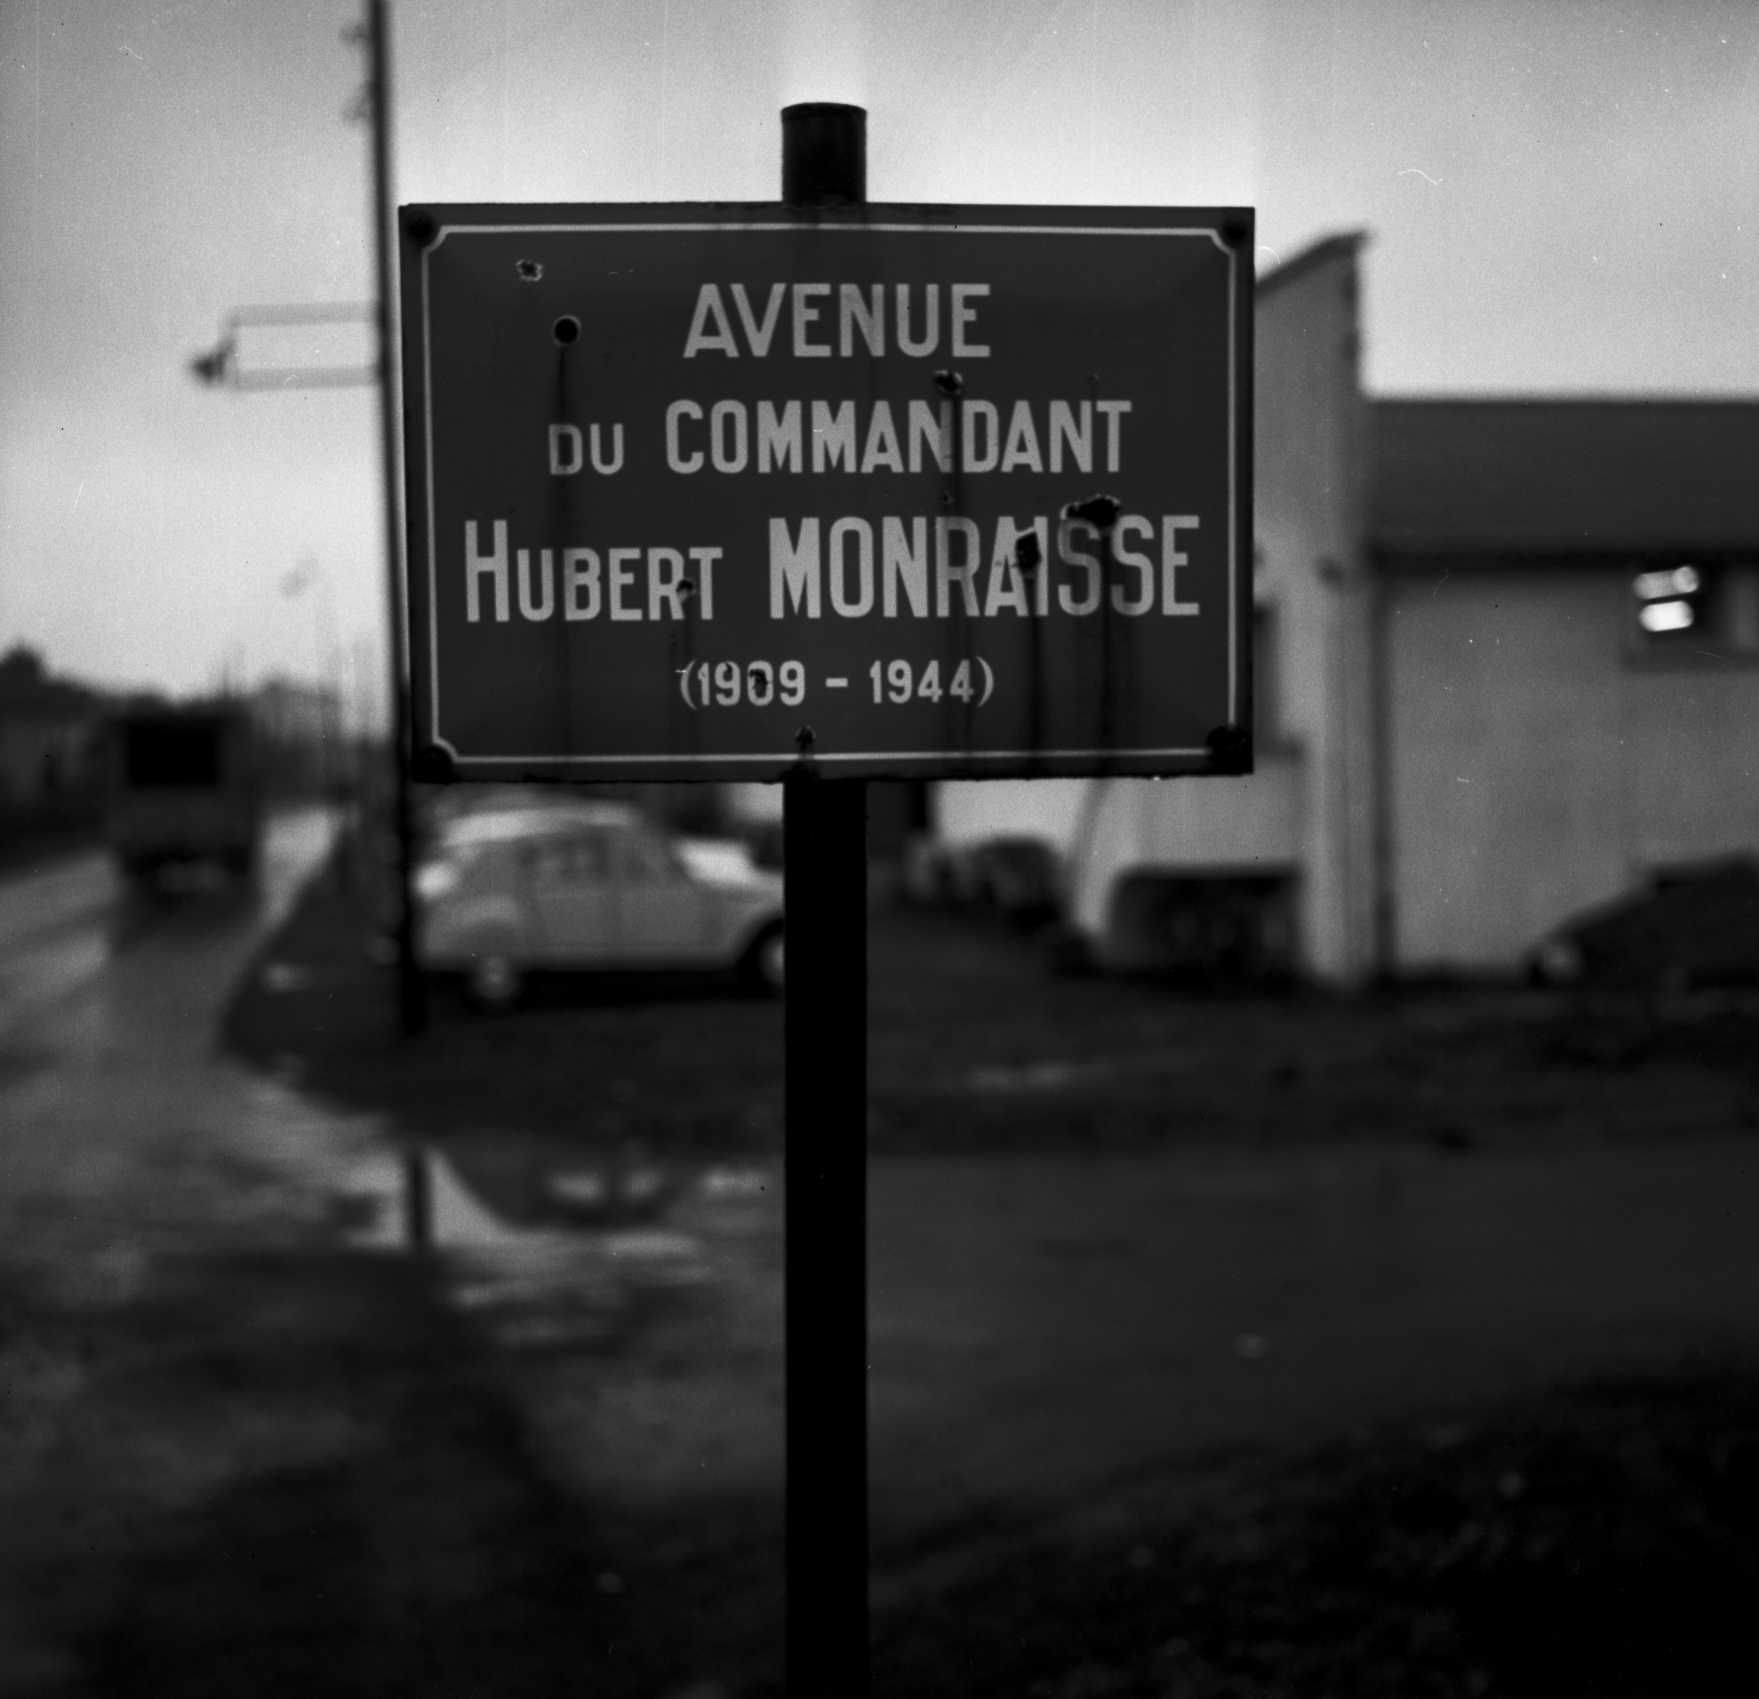 AVENUE
DU COMMANDANT
HUBERT MONRAISSE
(1909 - 1944)